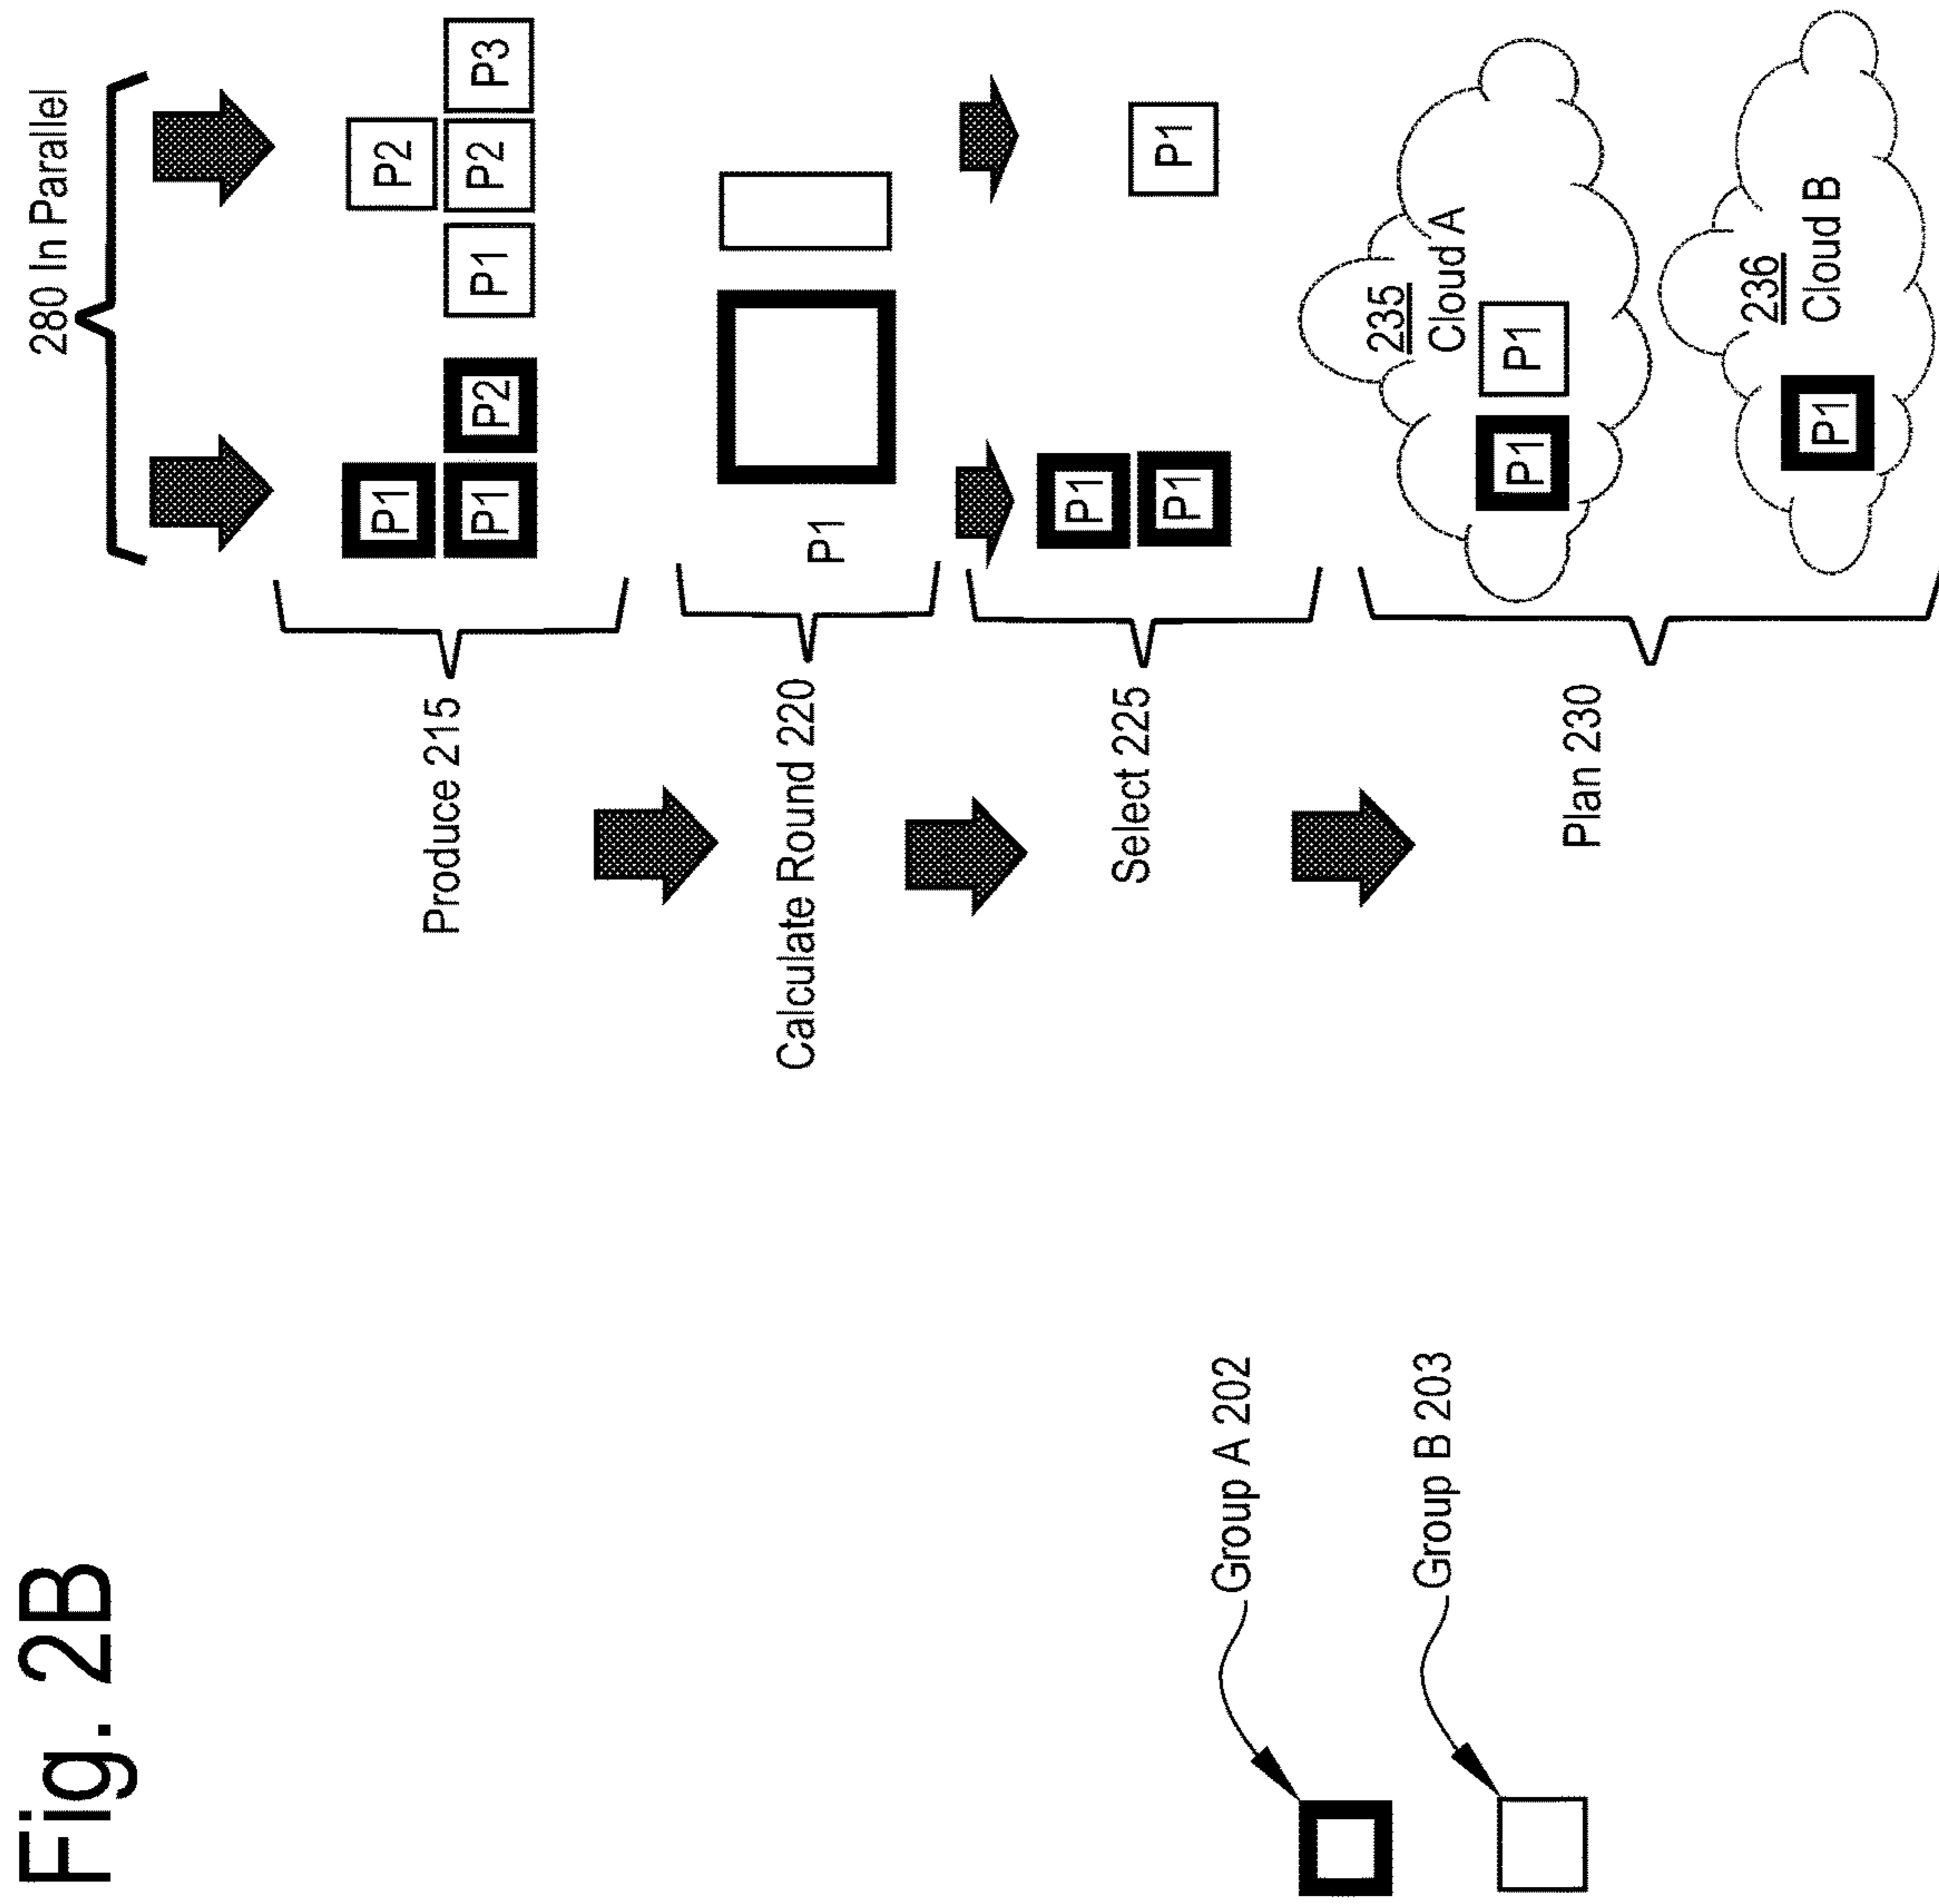 Fig. 2B
280 In Parallel
P1
P2
Produce 215
P1
P2
P1
P2
P3
Calculate Round 220
P1
P1
Select 225
P1
P1
Group A 202
235
Group B 203
Cloud A
P1
P1
Plan 230
236
Cloud B
P1